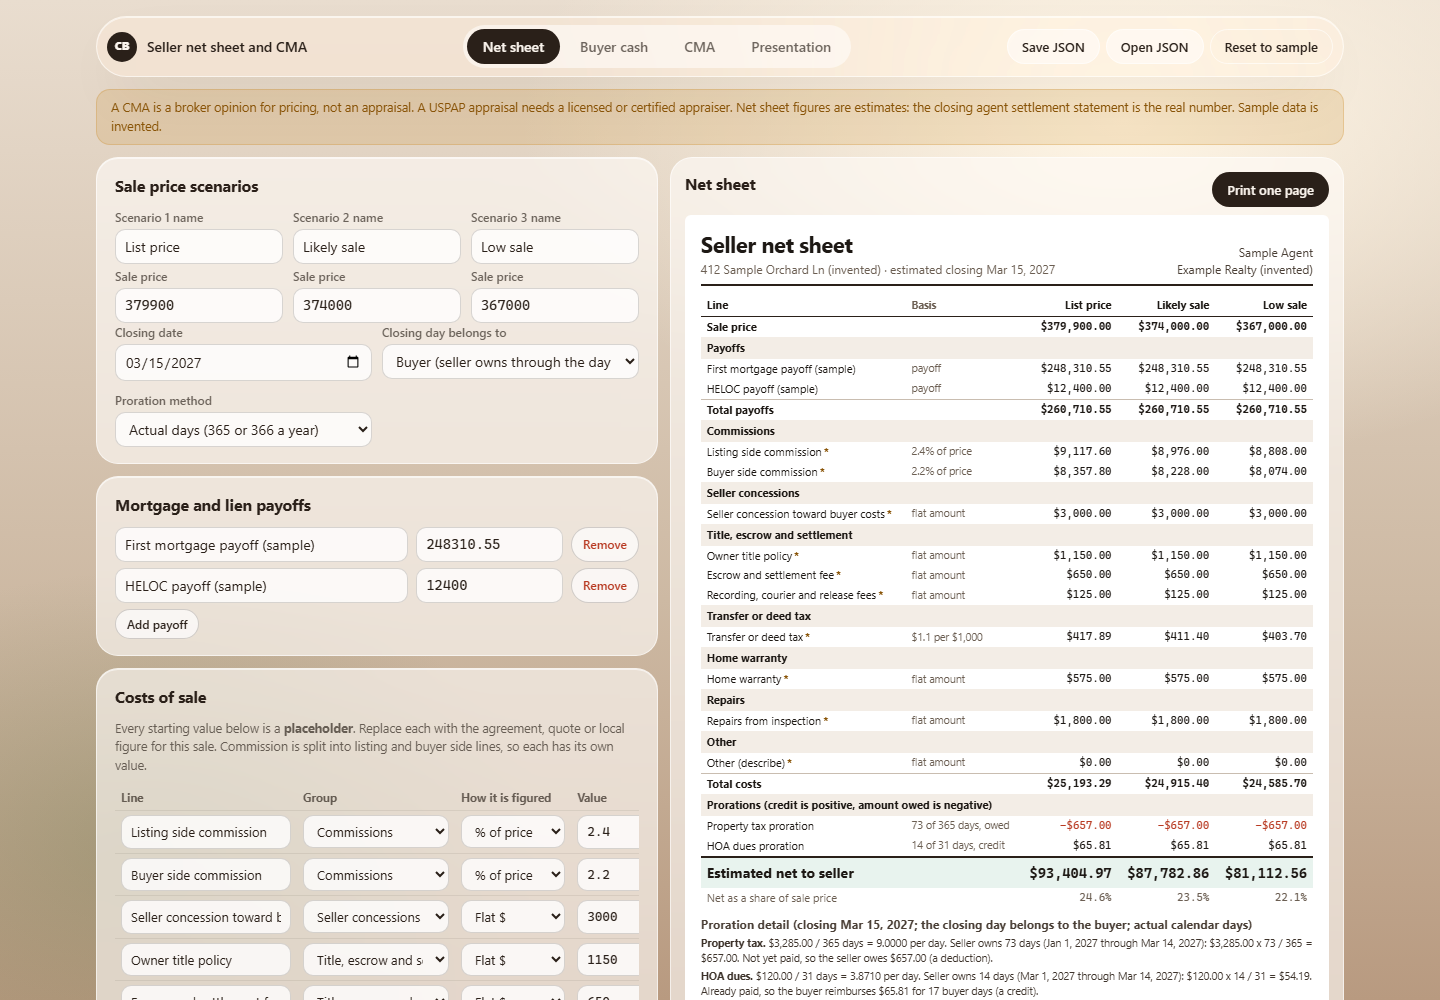 CB Seller net sheet and CMA Net sheet Buyer cash CMA Presentation Save JSON Open JSON Reset to sample
A CMA is a broker opinion for pricing, not an appraisal. A USPAP appraisal needs a licensed or certified appraiser. Net sheet figures are estimates: the closing agent settlement statement is the real number. Sample data is
invented.
Sale price scenarios
Scenario 1 name Scenario 2 name Scenario 3 name
List price Likely sale Low sale
Sale price Sale price Sale price
379900 374000 367000
Closing date Closing day belongs to
03/15/2027 Buyer (seller owns through the day
Proration method
Actual days (365 or 366 a year)
Mortgage and lien payoffs
First mortgage payoff (sample) 248310.55 Remove
HELOC payoff (sample) 12400 Remove
Add payoff
Costs of sale
Every starting value below is a placeholder. Replace each with the agreement, quote or local
figure for this sale. Commission is split into listing and buyer side lines, so each has its own
value.
Line Group How it is figured Value
Listing side commission Commissions % of price 2.4
Buyer side commission Commissions % of price 2.2
Seller concession toward b Seller concessions Flat $ 3000
Owner title policy Title, escrow and s Flat $ 1150
Net sheet Print one page
Seller net sheet
412 Sample Orchard Ln (invented) · estimated closing Mar 15, 2027
Sample Agent
Example Realty (invented)
Line Basis List price Likely sale Low sale
Sale price $379,900.00 $374,000.00 $367,000.00
Payoffs
First mortgage payoff (sample) payoff $248,310.55 $248,310.55 $248,310.55
HELOC payoff (sample) payoff $12,400.00 $12,400.00 $12,400.00
Total payoffs $260,710.55 $260,710.55 $260,710.55
Commissions
Listing side commission * 2.4% of price $9,117.60 $8,976.00 $8,808.00
Buyer side commission * 2.2% of price $8,357.80 $8,228.00 $8,074.00
Seller concessions
Seller concession toward buyer costs * flat amount $3,000.00 $3,000.00 $3,000.00
Title, escrow and settlement
Owner title policy * flat amount $1,150.00 $1,150.00 $1,150.00
Escrow and settlement fee * flat amount $650.00 $650.00 $650.00
Recording, courier and release fees * flat amount $125.00 $125.00 $125.00
Transfer or deed tax
Transfer or deed tax * $1.1 per $1,000 $417.89 $411.40 $403.70
Home warranty
Home warranty * flat amount $575.00 $575.00 $575.00
Repairs
Repairs from inspection * flat amount $1,800.00 $1,800.00 $1,800.00
Other
Other (describe) * flat amount $0.00 $0.00 $0.00
Total costs $25,193.29 $24,915.40 $24,585.70
Prorations (credit is positive, amount owed is negative)
Property tax proration 73 of 365 days, owed −$657.00 −$657.00 −$657.00
HOA dues proration 14 of 31 days, credit $65.81 $65.81 $65.81
Estimated net to seller $93,404.97 $87,782.86 $81,112.56
Net as a share of sale price 24.6% 23.5% 22.1%
Proration detail (closing Mar 15, 2027; the closing day belongs to the buyer; actual calendar days)
Property tax. $3,285.00 / 365 days = 9.0000 per day. Seller owns 73 days (Jan 1, 2027 through Mar 14, 2027): $3,285.00 x 73 / 365 =
$657.00. Not yet paid, so the seller owes $657.00 (a deduction).
HOA dues. $120.00 / 31 days = 3.8710 per day. Seller owns 14 days (Mar 1, 2027 through Mar 14, 2027): $120.00 x 14 / 31 = $54.19.
Already paid, so the buyer reimburses $65.81 for 17 buyer days (a credit).